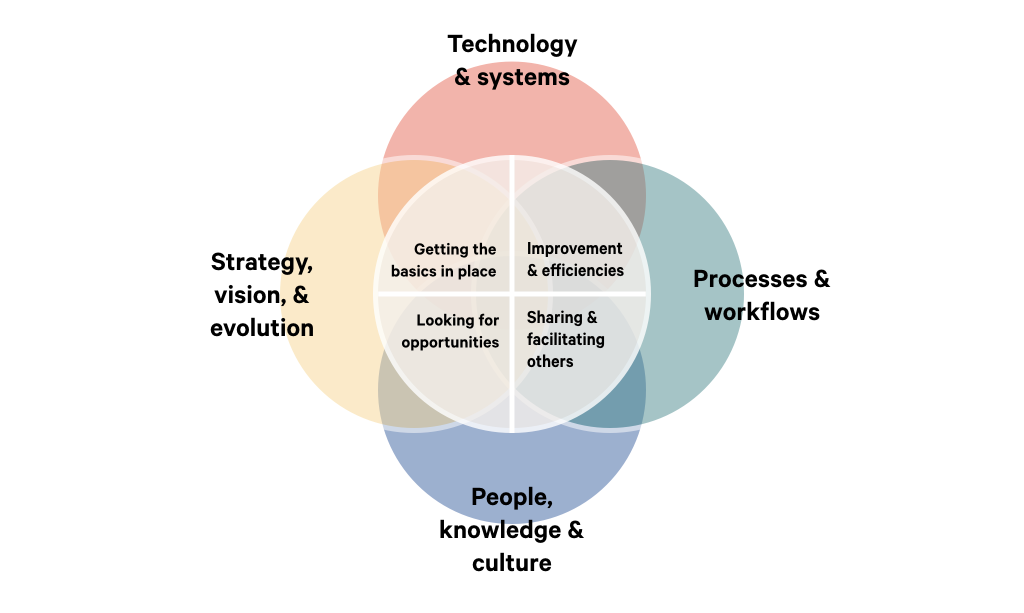 Technology
& systems
Strategy,
vision, &
evolution
Getting the
basics in place
Improvement
& efficiencies
Looking for
opportunities
Sharing &
facilitating
others
Processes &
workflows
People,
knowledge &
culture